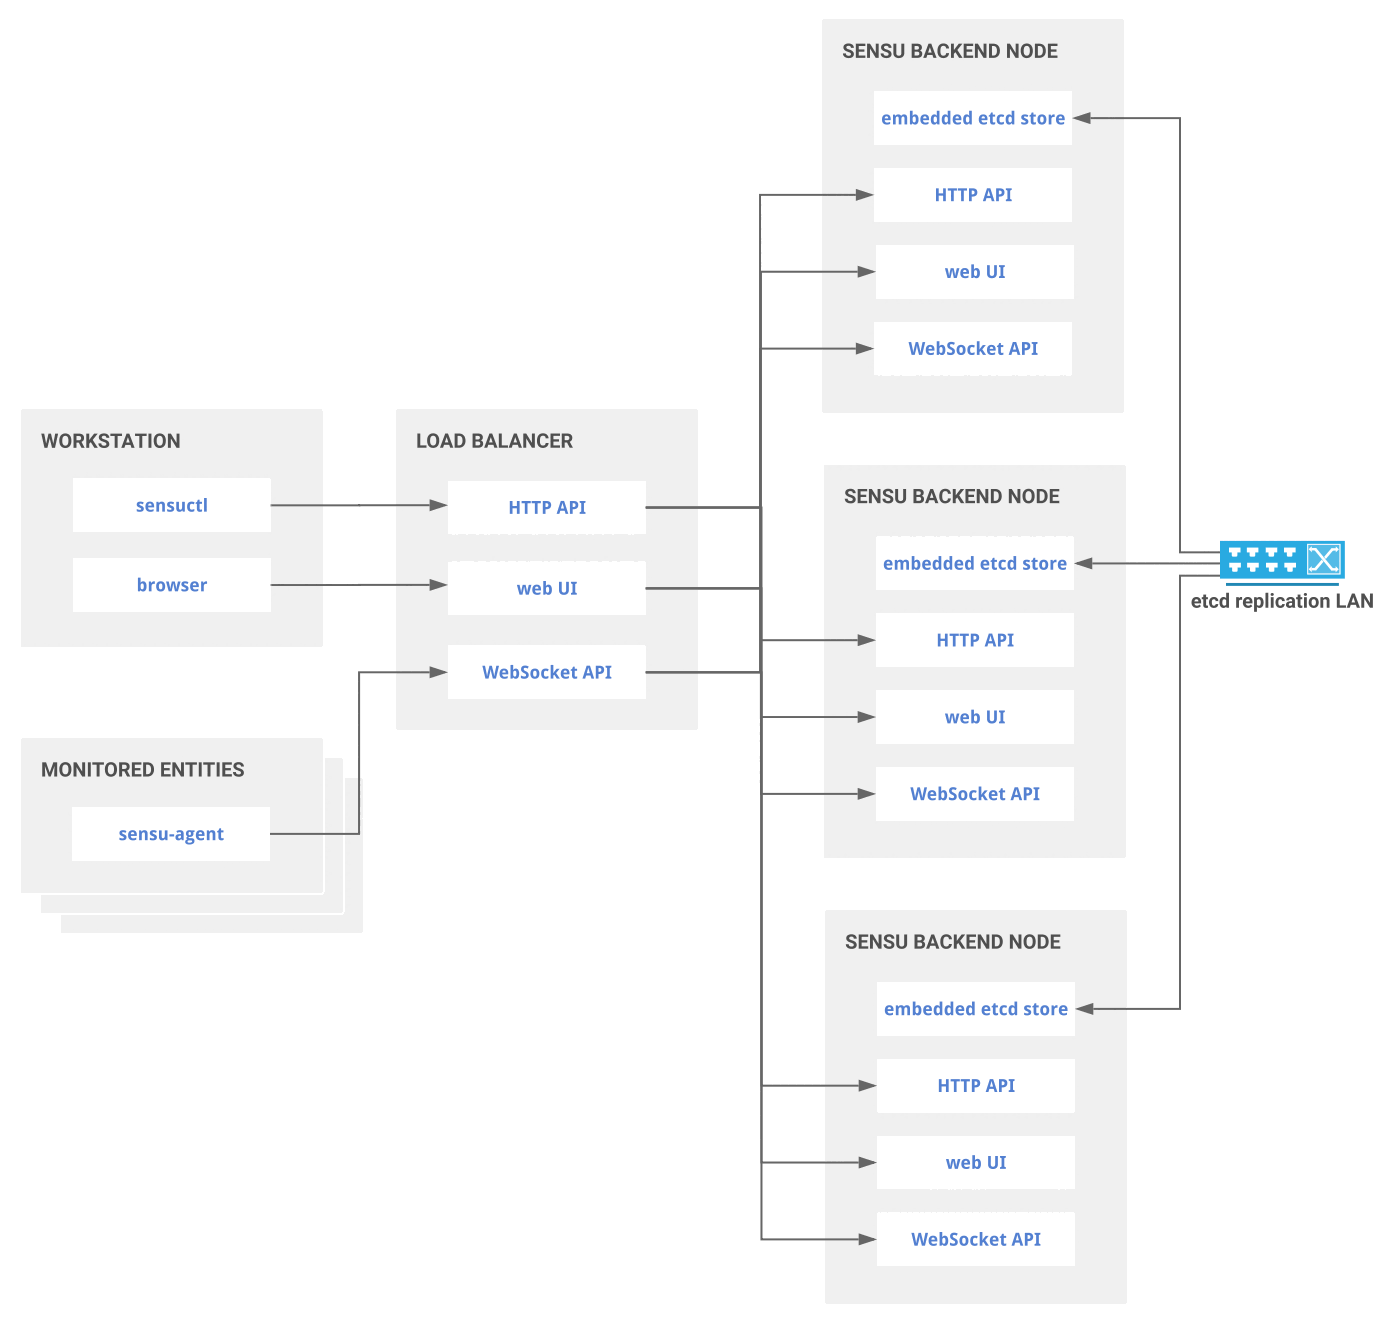 WORKSTATION
sensuctl
browser
MONITORED ENTITIES
sensu-agent
LOAD BALANCER
HTTP API
web UI
WebSocket API
SENSU BACKEND NODE
embedded etcd store
HTTP API
web UI
WebSocket API
SENSU BACKEND NODE
embedded etcd store
HTTP API
web UI
WebSocket API
SENSU BACKEND NODE
embedded etcd store
HTTP API
web UI
WebSocket API
etcd replication LAN